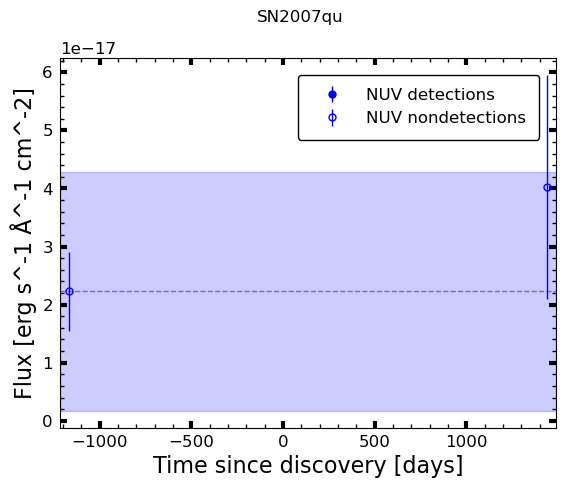 SN2007qu
1e−17
NUV detections
NUV nondetections
6
5
4
3
2
1
0
Flux [erg s^-1 Å^-1 cm^-2]
−1000
−500
0
500
1000
Time since discovery [days]